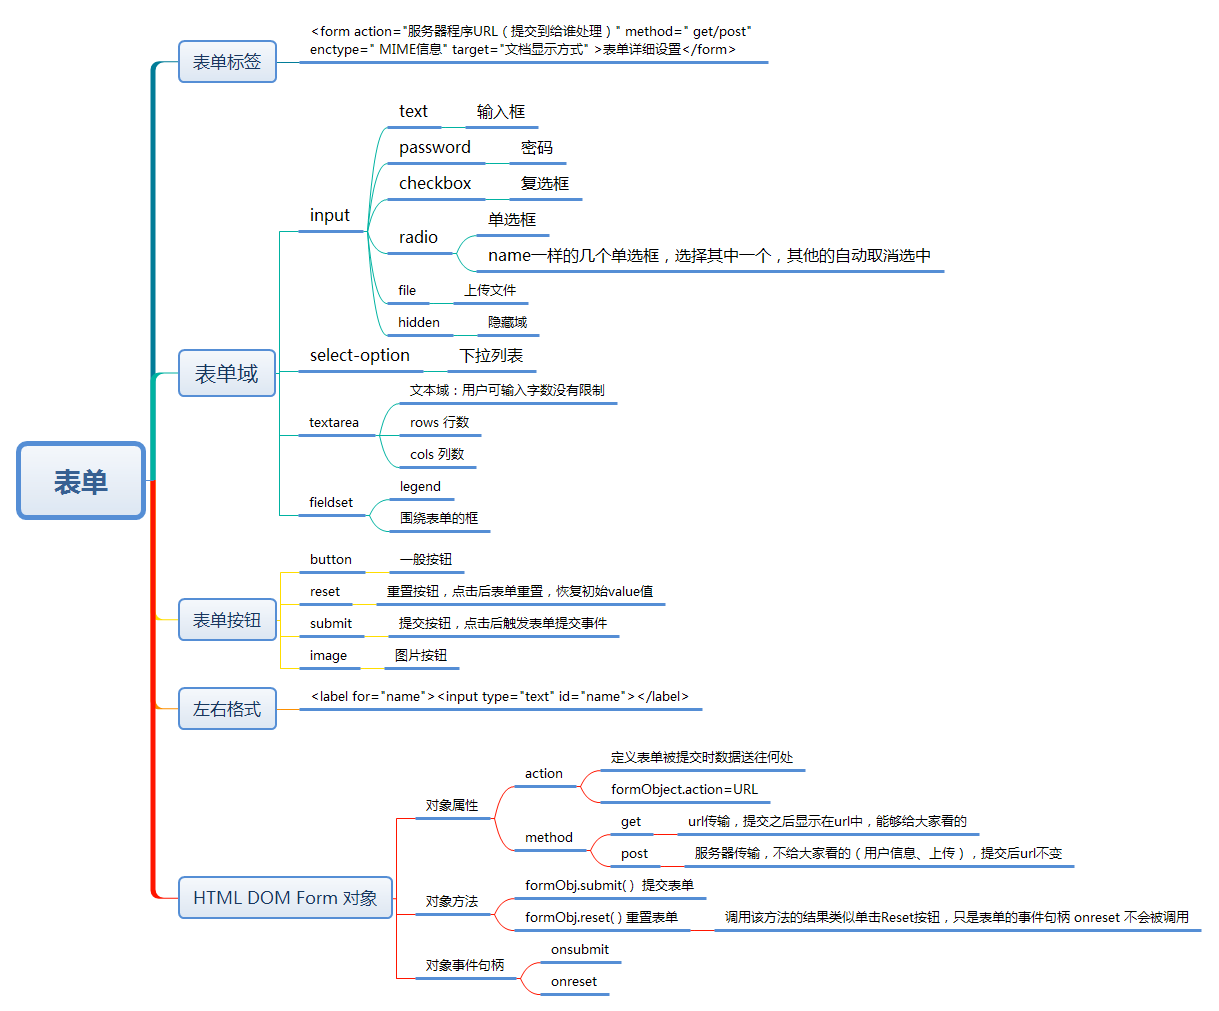 表单
表单标签
<form action="服务器程序URL（提交到给谁处理）" method=" get/post"
enctype=" MIME信息" target="文档显示方式" >表单详细设置</form>
表单域
input
text
输入框
password
密码
checkbox
复选框
radio
单选框
name一样的几个单选框，选择其中一个，其他的自动取消选中
file
上传文件
hidden
隐藏域
select-option
下拉列表
textarea
文本域：用户可输入字数没有限制
rows 行数
cols 列数
fieldset
legend
围绕表单的框
表单按钮
button
一般按钮
reset
重置按钮，点击后表单重置，恢复初始value值
submit
提交按钮，点击后触发表单提交事件
image
图片按钮
左右格式
<label for="name"><input type="text" id="name"></label>
HTML DOM Form 对象
对象属性
action
定义表单被提交时数据送往何处
formObject.action=URL
method
get
url传输，提交之后显示在url中，能够给大家看的
post
服务器传输，不给大家看的（用户信息、上传），提交后url不变
对象方法
formObj.submit( ) 提交表单
formObj.reset( ) 重置表单
调用该方法的结果类似单击Reset按钮，只是表单的事件句柄 onreset 不会被调用
对象事件句柄
onsubmit
onreset